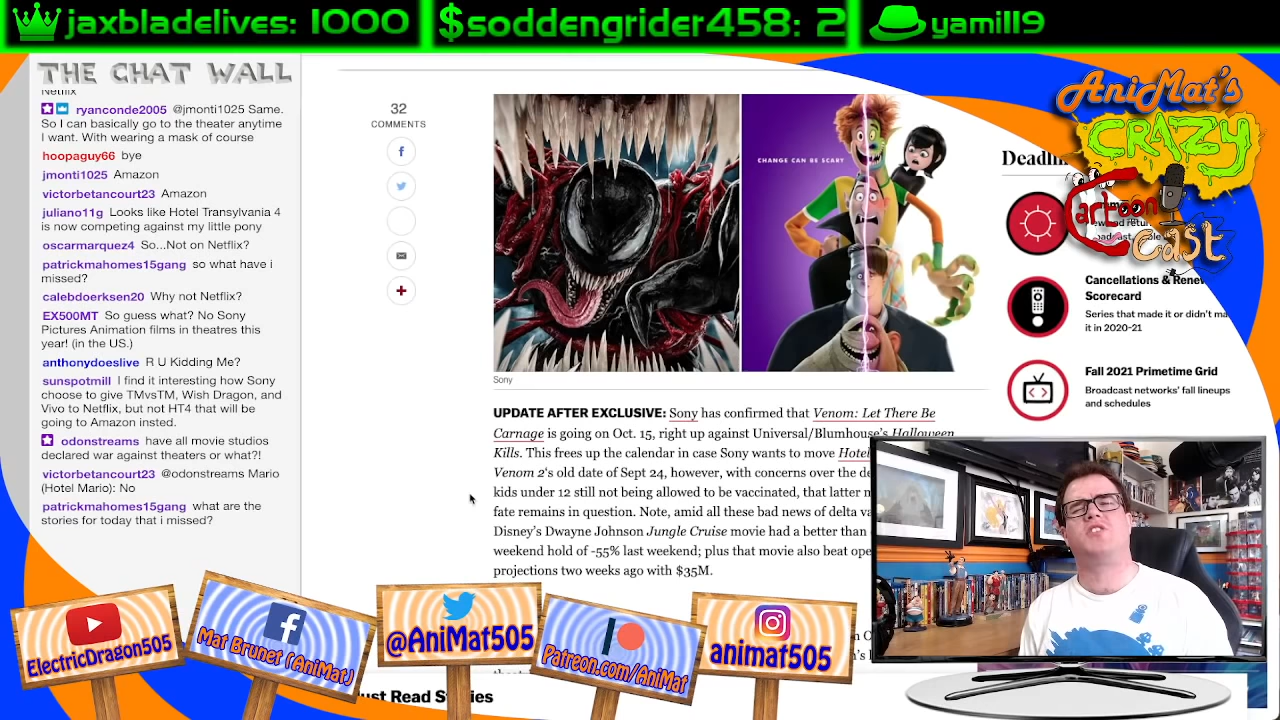 jaxbladelives: 1000
$soddengrider458: 2
yamill9
THE CHAT WALL
Netflix
ryanconde2005 @jmonti1025 Same.
So I can basically go to the theater anytime
I want. With wearing a mask of course
hoopaguy66 bye
jmonti1025 Amazon
victorbetancourt23 Amazon
juliano11g Looks like Hotel Transylvania 4
is now competing against my little pony
oscarmarquez4 So...Not on Netflix?
patrickmahomes15gang so what have i
missed?
calebdoerksen20 Why not Netflix?
EX500MT So guess what? No Sony
Pictures Animation films in theatres this
year! (in the US.)
anthonydoeslive R U Kidding Me?
sunspotmill I find it interesting how Sony
choose to give TMvsTM, Wish Dragon, and
Vivo to Netflix, but not HT4 that will be
going to Amazon insted.
odonstreams have all movie studios
declared war against theaters or what?!
victorbetancourt23 @odonstreams Mario
(Hotel Mario): No
patrickmahomes15gang what are the
stories for today that i missed?
32
COMMENTS
CHANGE CAN BE SCARY
Sony
UPDATE AFTER EXCLUSIVE: Sony has confirmed that Venom: Let There Be
Carnage is going on Oct. 15, right up against Universal/Blumhouse's Halloween
Kills. This frees up the calendar in case Sony wants to move Hotel
Venom 2's old date of Sept 24, however, with concerns over the de
kids under 12 still not being allowed to be vaccinated, that latter m
fate remains in question. Note, amid all these bad news of delta va
Disney's Dwayne Johnson Jungle Cruise movie had a better than
weekend hold of -55% last weekend; plus that movie also beat ope
projections two weeks ago with $35M.
Must Read Stories
AniMat's
CRAZY
Cartoon
Cast
Deadlin
Cancellations & Renew
Scorecard
Series that made it or didn't ma
it in 2020-21
Fall 2021 Primetime Grid
Broadcast networks' fall lineups
and schedules
ElectricDragon505
Mat Brunet (AniMat)
@AniMat505
Patreon.com/AniMat
animat505